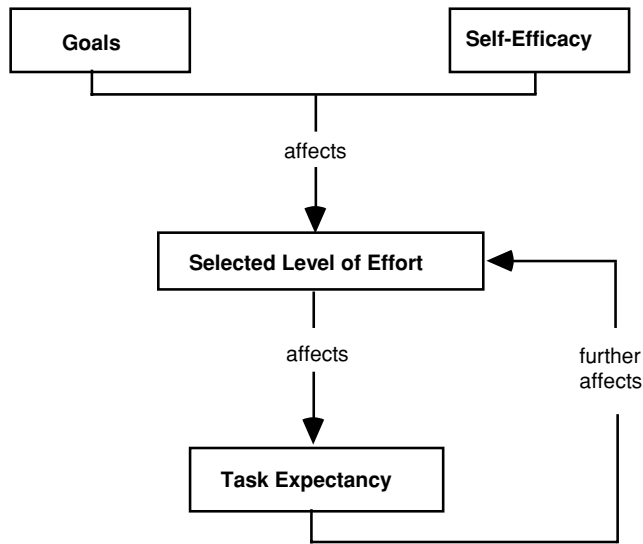 Goals
Self-Efficacy
affects
Selected Level of Effort
affects
further
affects
Task Expectancy